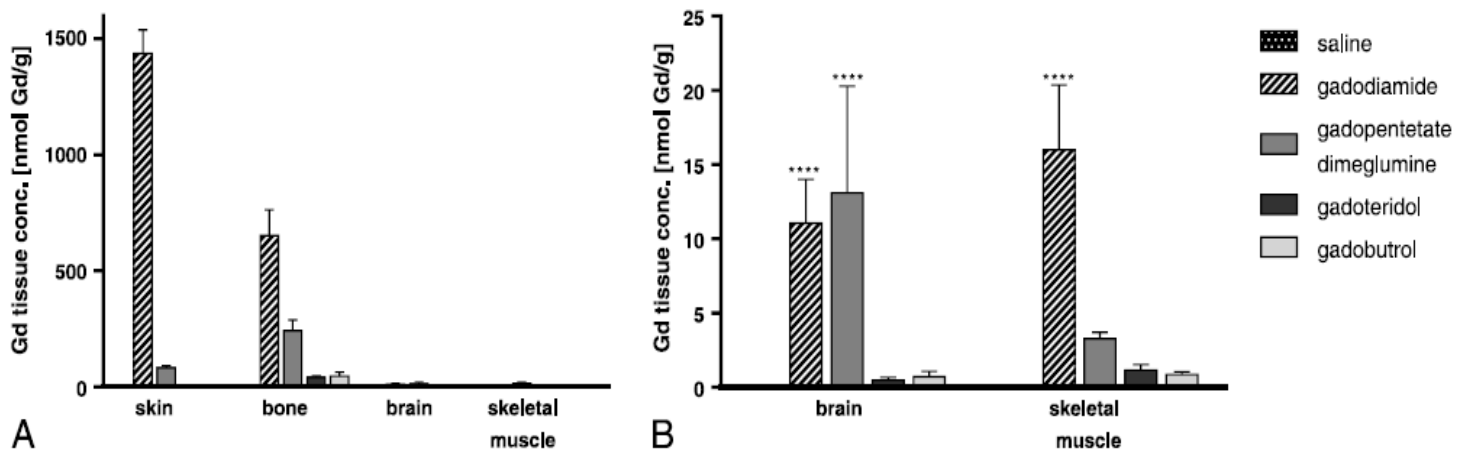 Gd tissue conc. [nmol Gd/g]
1500
1000
500
0
skin bone brain skeletal
muscle
A
Gd tissue conc. [nmol Gd/g]
25
20
15
10
5
0
****
****
****
brain skeletal
muscle
B
saline
gadodiamide
gadopentetate
dimeglumine
gadoteridol
gadobutrol